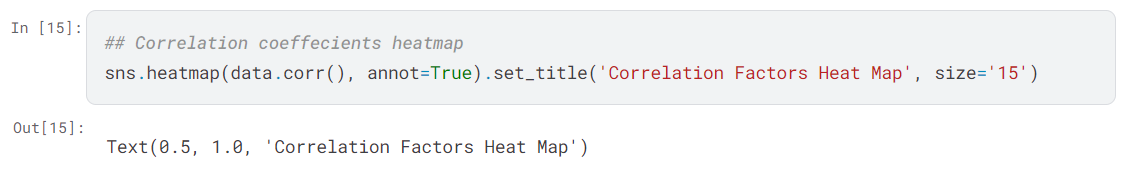 In [15]:
## Correlation coeffecients heatmap
sns.heatmap(data.corr(), annot=True).set_title('Correlation Factors Heat Map', size='15')
Out[15]:
Text(0.5, 1.0, 'Correlation Factors Heat Map')